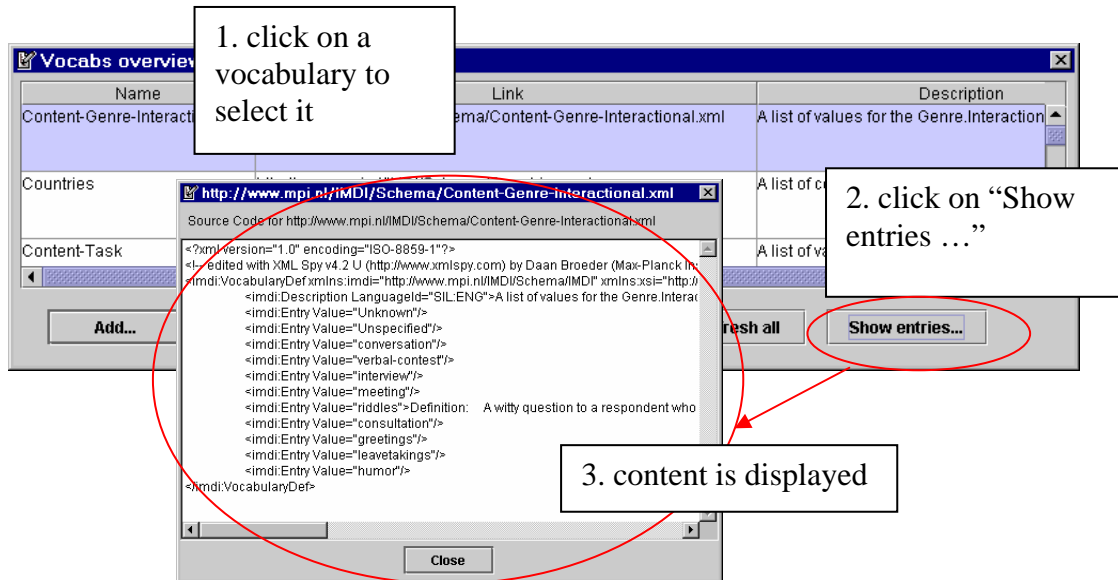 1. click on a
vocabulary to
select it
Vocabs overview
Name Link Description
Content-Genre-Interacti ema/Content-Genre-Interactional.xml A list of values for the Genre.Interaction
Countries A list of
2. click on “Show
entries …”
Content-Task A list of
Add... resh all Show entries...
http://www.mpi.nl/IMDI/Schema/Content-Genre-Interactional.xml
Source Code for http://www.mpi.nl/IMDI/Schema/Content-Genre-Interactional.xml
<?xml version="1.0" encoding="ISO-8859-1"?>
<!-- edited with XML Spy v4.2 U (http://www.xmlspy.com) by Daan Broeder (Max-Planck In
<imdi:VocabularyDef xmlns:imdi="http://www.mpi.nl/IMDI/Schema/IMDI" xmlns:xsi="http:/
<imdi:Description LanguageId="SIL:ENG">A list of values for the Genre.Interac
<imdi:Entry Value="Unknown"/>
<imdi:Entry Value="Unspecified"/>
<imdi:Entry Value="conversation"/>
<imdi:Entry Value="verbal-contest"/>
<imdi:Entry Value="interview"/>
<imdi:Entry Value="meeting"/>
<imdi:Entry Value="riddles">Definition: A witty question to a respondent who
<imdi:Entry Value="consultation"/>
<imdi:Entry Value="greetings"/>
<imdi:Entry Value="leavetakings"/>
<imdi:Entry Value="humor"/>
</imdi:VocabularyDef>
3. content is displayed
Close